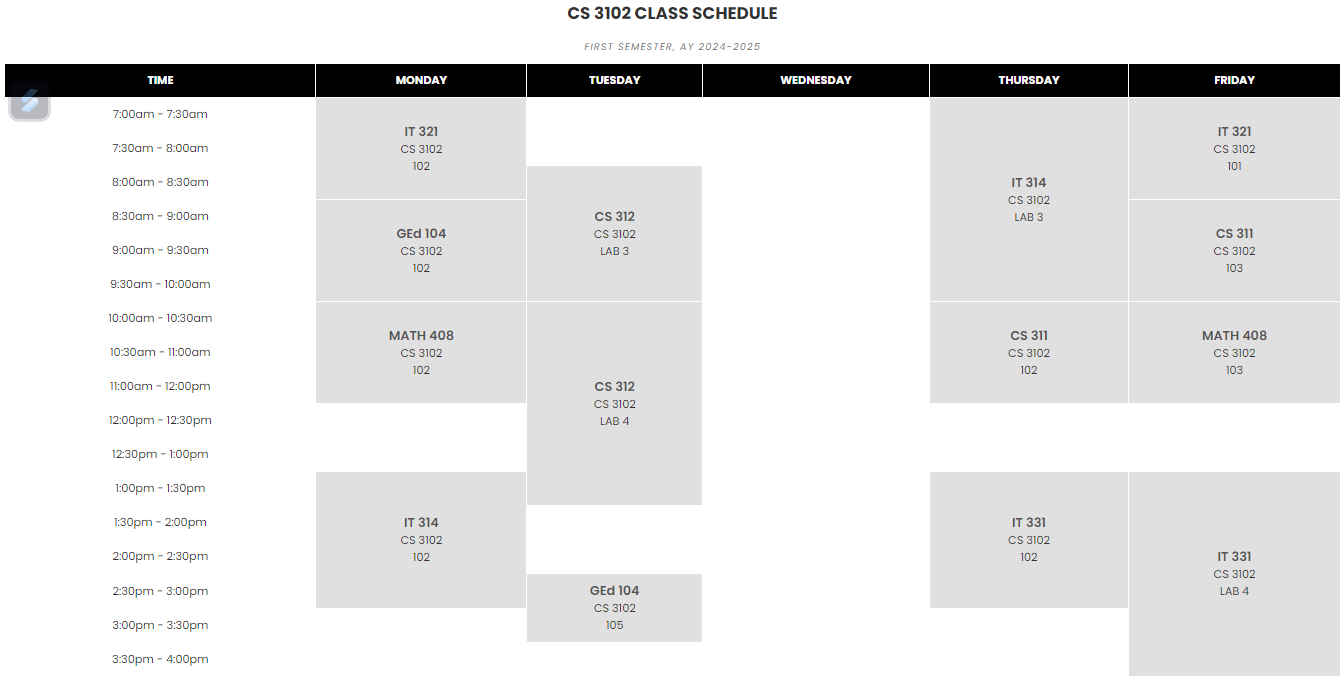 CS 3102 CLASS SCHEDULE
FIRST SEMESTER, AY 2024-2025
TIME MONDAY TUESDAY WEDNESDAY THURSDAY FRIDAY
7:00am - 7:30am
IT 321
CS 3102
102
IT 314
CS 3102
LAB 3
IT 321
CS 3102
101
7:30am - 8:00am
8:00am - 8:30am
CS 312
CS 3102
LAB 3
8:30am - 9:00am
GEd 104
CS 3102
102
CS 311
CS 3102
103
9:00am - 9:30am
9:30am - 10:00am
10:00am - 10:30am
MATH 408
CS 3102
102
CS 312
CS 3102
LAB 4
CS 311
CS 3102
102
MATH 408
CS 3102
103
10:30am - 11:00am
11:00am - 12:00pm
12:00pm - 12:30pm
12:30pm - 1:00pm
1:00pm - 1:30pm
IT 314
CS 3102
102
IT 331
CS 3102
102
IT 331
CS 3102
LAB 4
1:30pm - 2:00pm
2:00pm - 2:30pm
2:30pm - 3:00pm
GEd 104
CS 3102
105
3:00pm - 3:30pm
3:30pm - 4:00pm